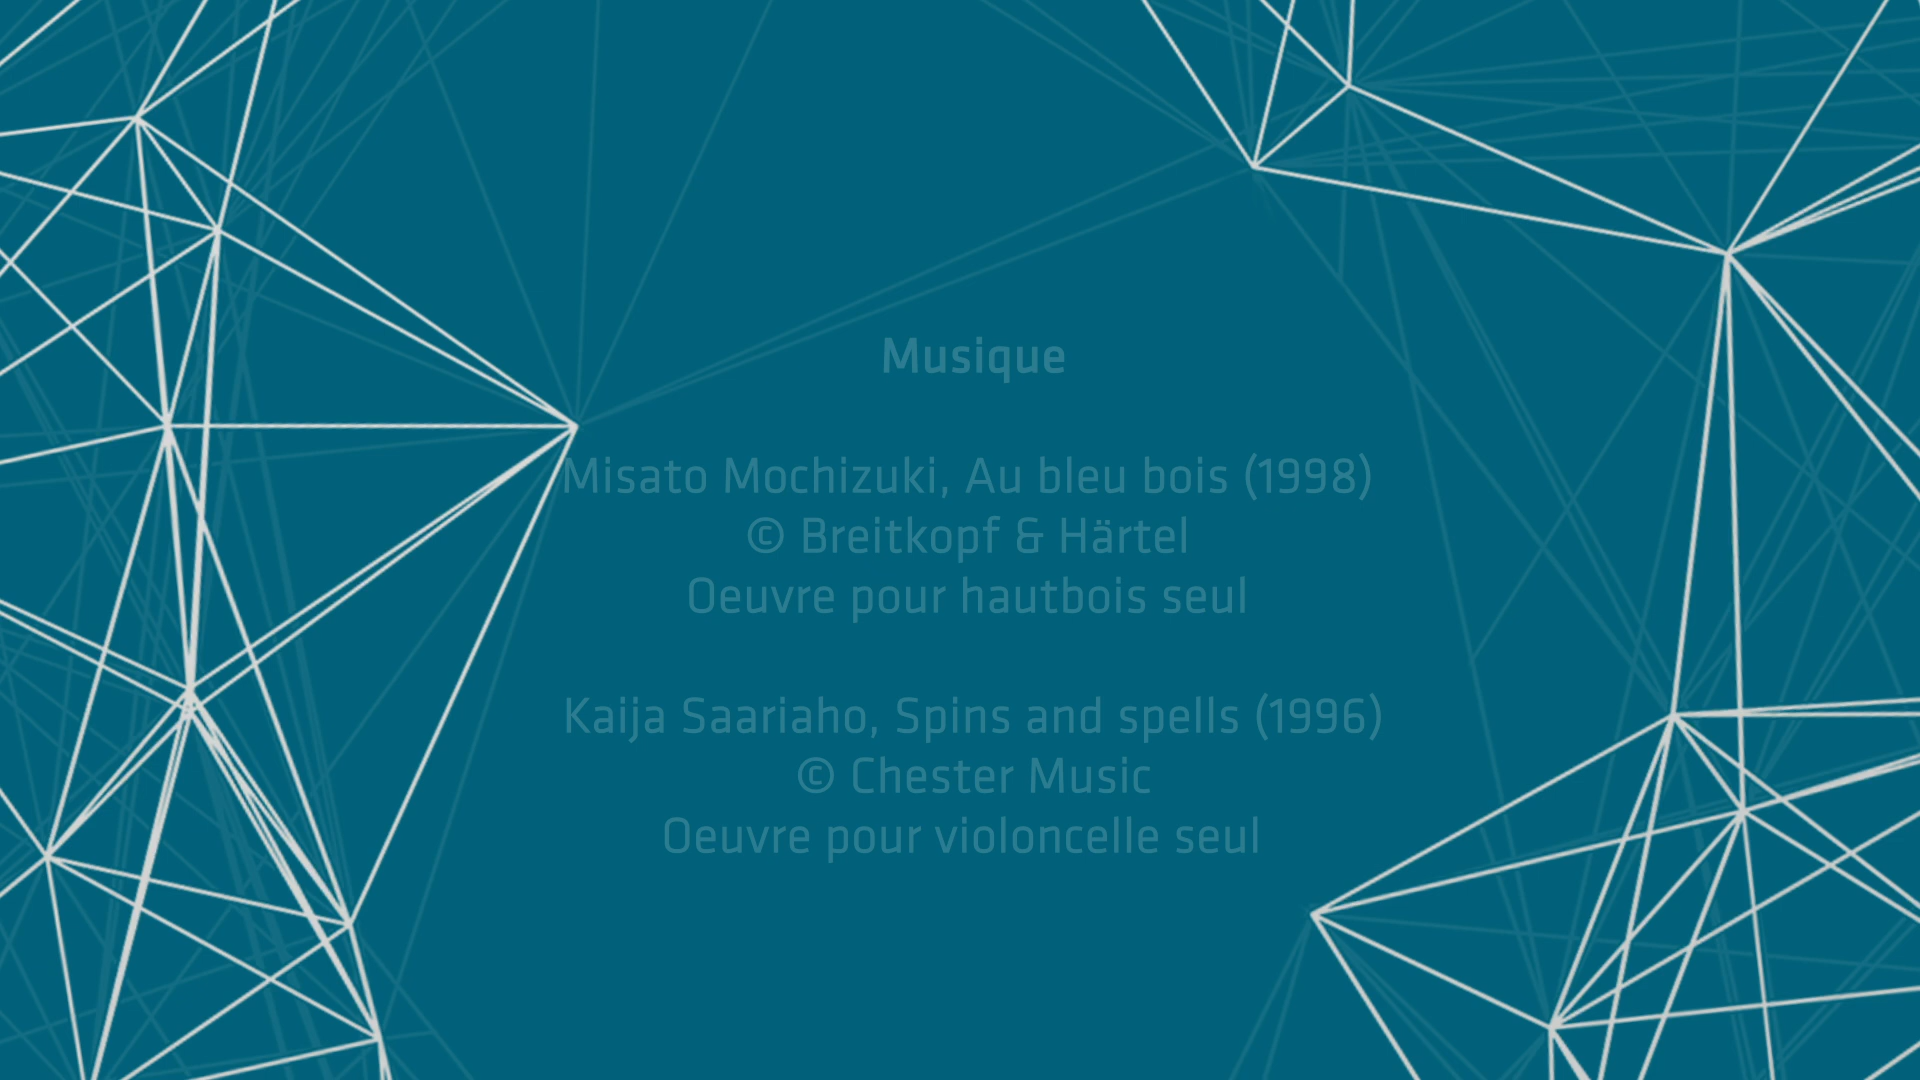 Musique
Misato Mochizuki, Au bleu bois (1998)
© Breitkopf & Härtel
Oeuvre pour hautbois seul
Kaija Saariaho, Spins and spells (1996)
© Chester Music
Oeuvre pour violoncelle seul